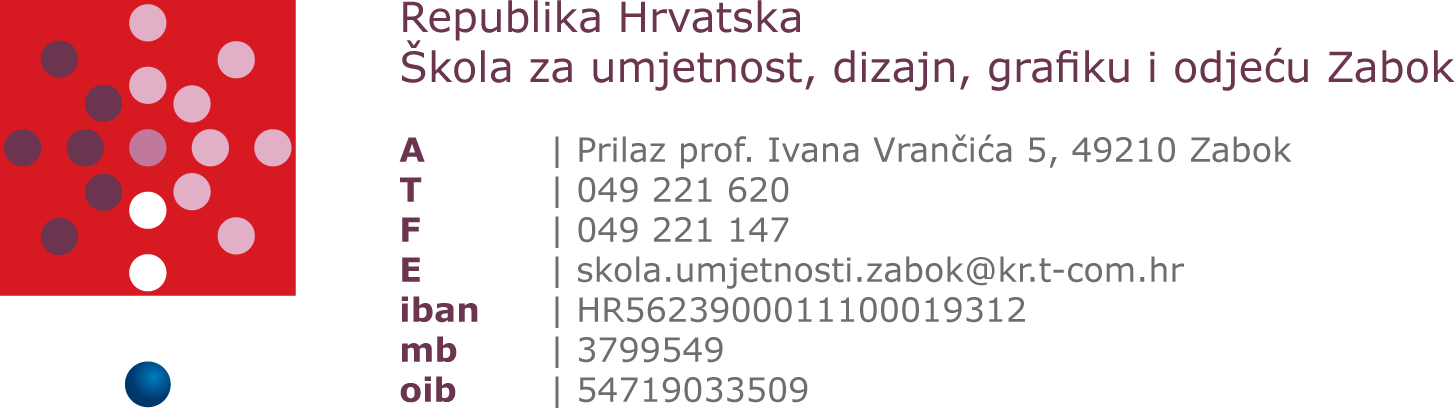 Republika Hrvatska
Škola za umjetnost, dizajn, grafiku i odjeću Zabok
A | Prilaz prof. Ivana Vrančića 5, 49210 Zabok
T | 049 221 620
F | 049 221 147
E | skola.umjetnosti.zabok@kr.t-com.hr
iban | HR5623900011100019312
mb | 3799549
oib | 54719033509